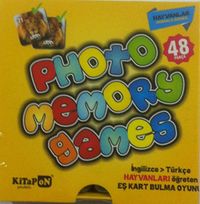 HAYVANLAR
48
PHOTO
MEMORY
GAMES
İngilizce > Türkçe
HAYVANLARI öğreten
EŞ KART BULMA OYUNU
KiTAPON